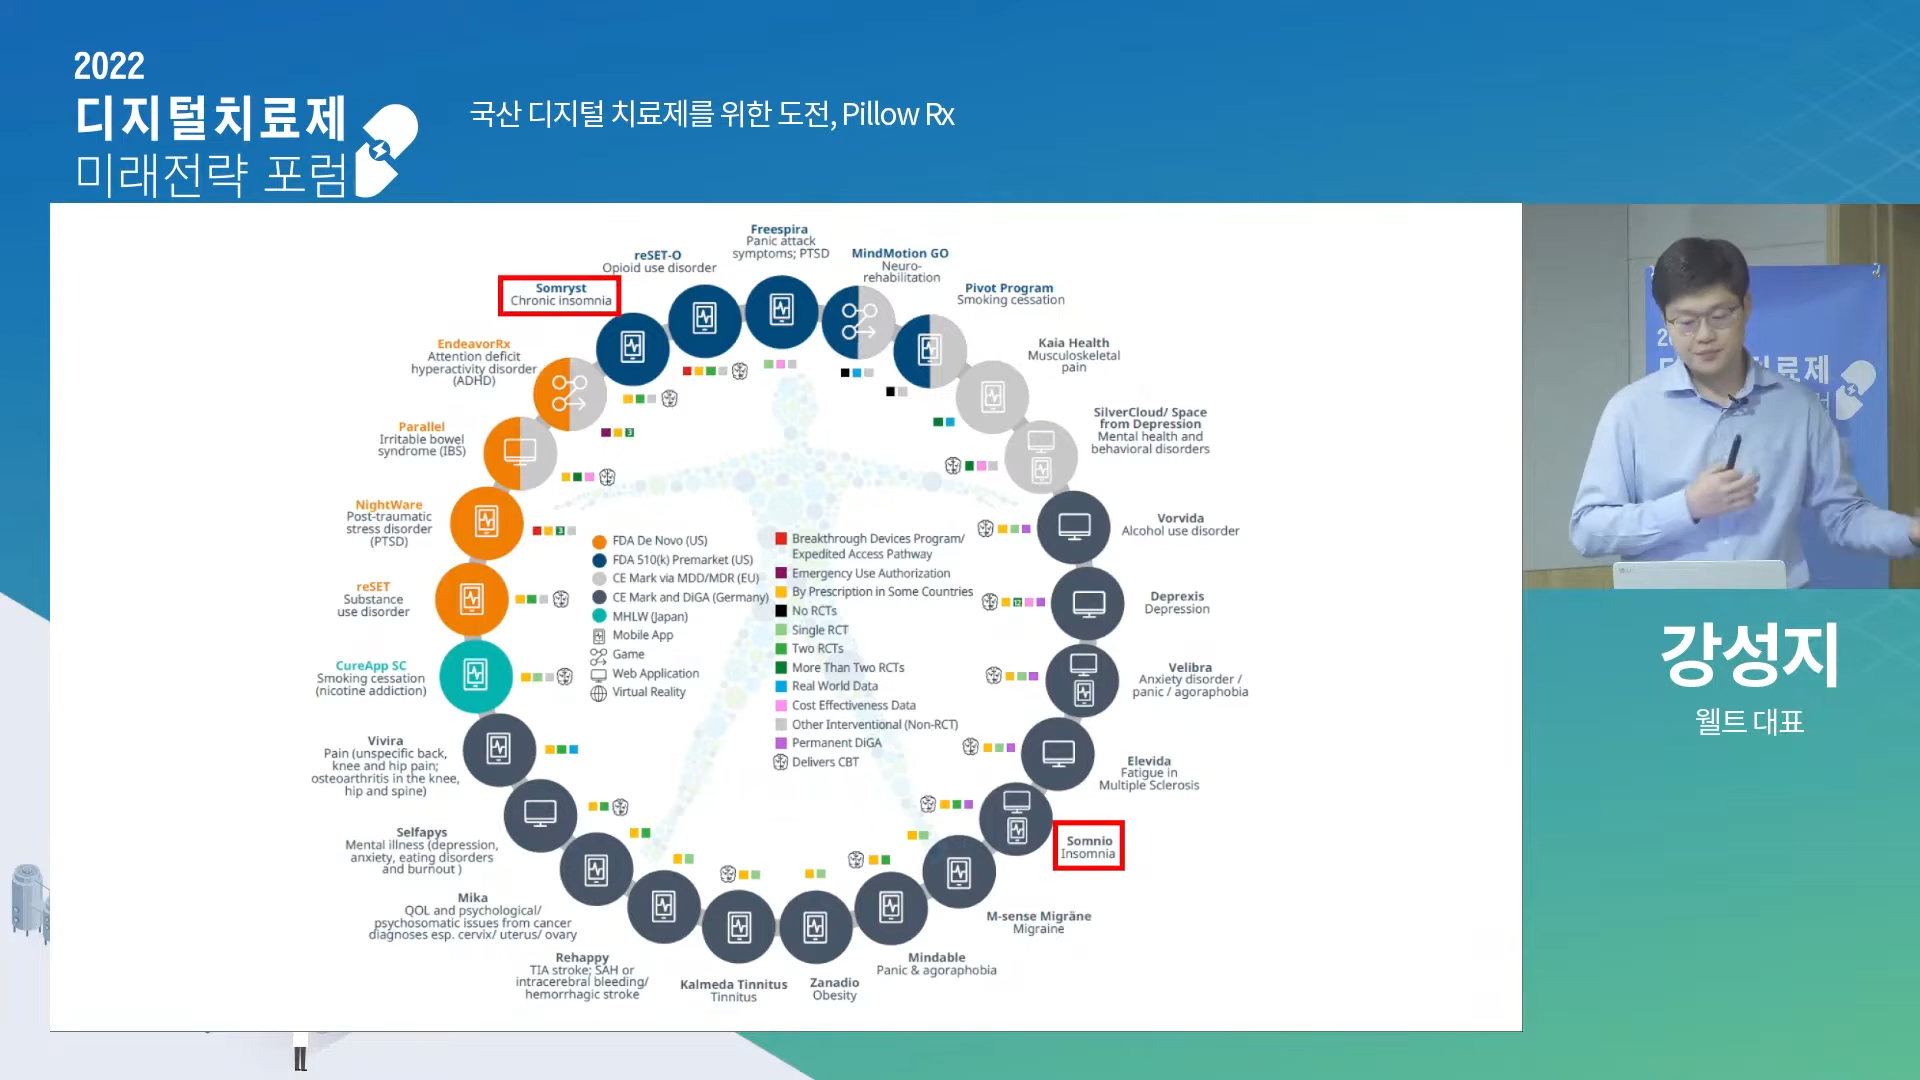 2022
디지털치료제
미래전략 포럼
국산 디지털 치료제를 위한 도전, Pillow Rx
Freespira
Panic attack
symptoms; PTSD
reSET-O
Opioid use disorder
MindMotion GO
Neuro-
rehabilitation
Somryst
Chronic insomnia
Pivot Program
Smoking cessation
EndeavorRx
Attention deficit
hyperactivity disorder
(ADHD)
Kaia Health
Musculoskeletal
pain
Parallel
Irritable bowel
syndrome (IBS)
SilverCloud/ Space
from Depression
Mental health and
behavioral disorders
NightWare
Post-traumatic
stress disorder
(PTSD)
Vorvida
Alcohol use disorder
reSET
Substance
use disorder
Deprexis
Depression
CureApp SC
Smoking cessation
(nicotine addiction)
Velibra
Anxiety disorder /
panic / agoraphobia
Vivira
Pain (unspecific back,
knee and hip pain;
osteoarthritis in the knee,
hip and spine)
Elevida
Fatigue in
Multiple Sclerosis
Selfapys
Mental illness (depression,
anxiety, eating disorders
and burnout )
Somnio
Insomnia
Mika
QOL and psychological/
psychosomatic issues from cancer
diagnoses esp. cervix/ uterus/ ovary
M-sense Migräne
Migraine
Rehappy
TIA stroke; SAH or
intracerebral bleeding/
hemorrhagic stroke
Kalmeda Tinnitus
Tinnitus
Zanadio
Obesity
Mindable
Panic & agoraphobia
FDA De Novo (US)
FDA 510(k) Premarket (US)
CE Mark via MDD/MDR (EU)
CE Mark and DiGA (Germany)
MHLW (Japan)
Mobile App
Game
Web Application
Virtual Reality
Breakthrough Devices Program/
Expedited Access Pathway
Emergency Use Authorization
By Prescription in Some Countries
No RCTs
Single RCT
Two RCTs
More Than Two RCTs
Real World Data
Cost Effectiveness Data
Other Interventional (Non-RCT)
Permanent DiGA
Delivers CBT
3
3
12
강성지
웰트 대표